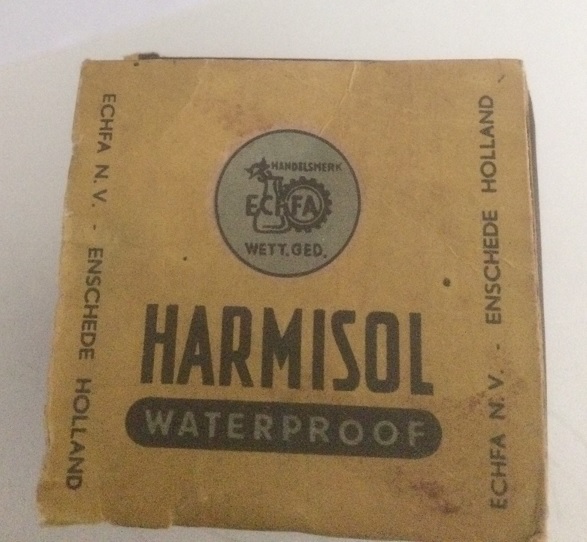 ECHFA N.V. - ENSCHEDE HOLLAND
HANDELSMERK
ECHFA
WETT. GED.
HARMISOL
WATERPROOF
ECHFA N.V. - ENSCHEDE HOLLAND